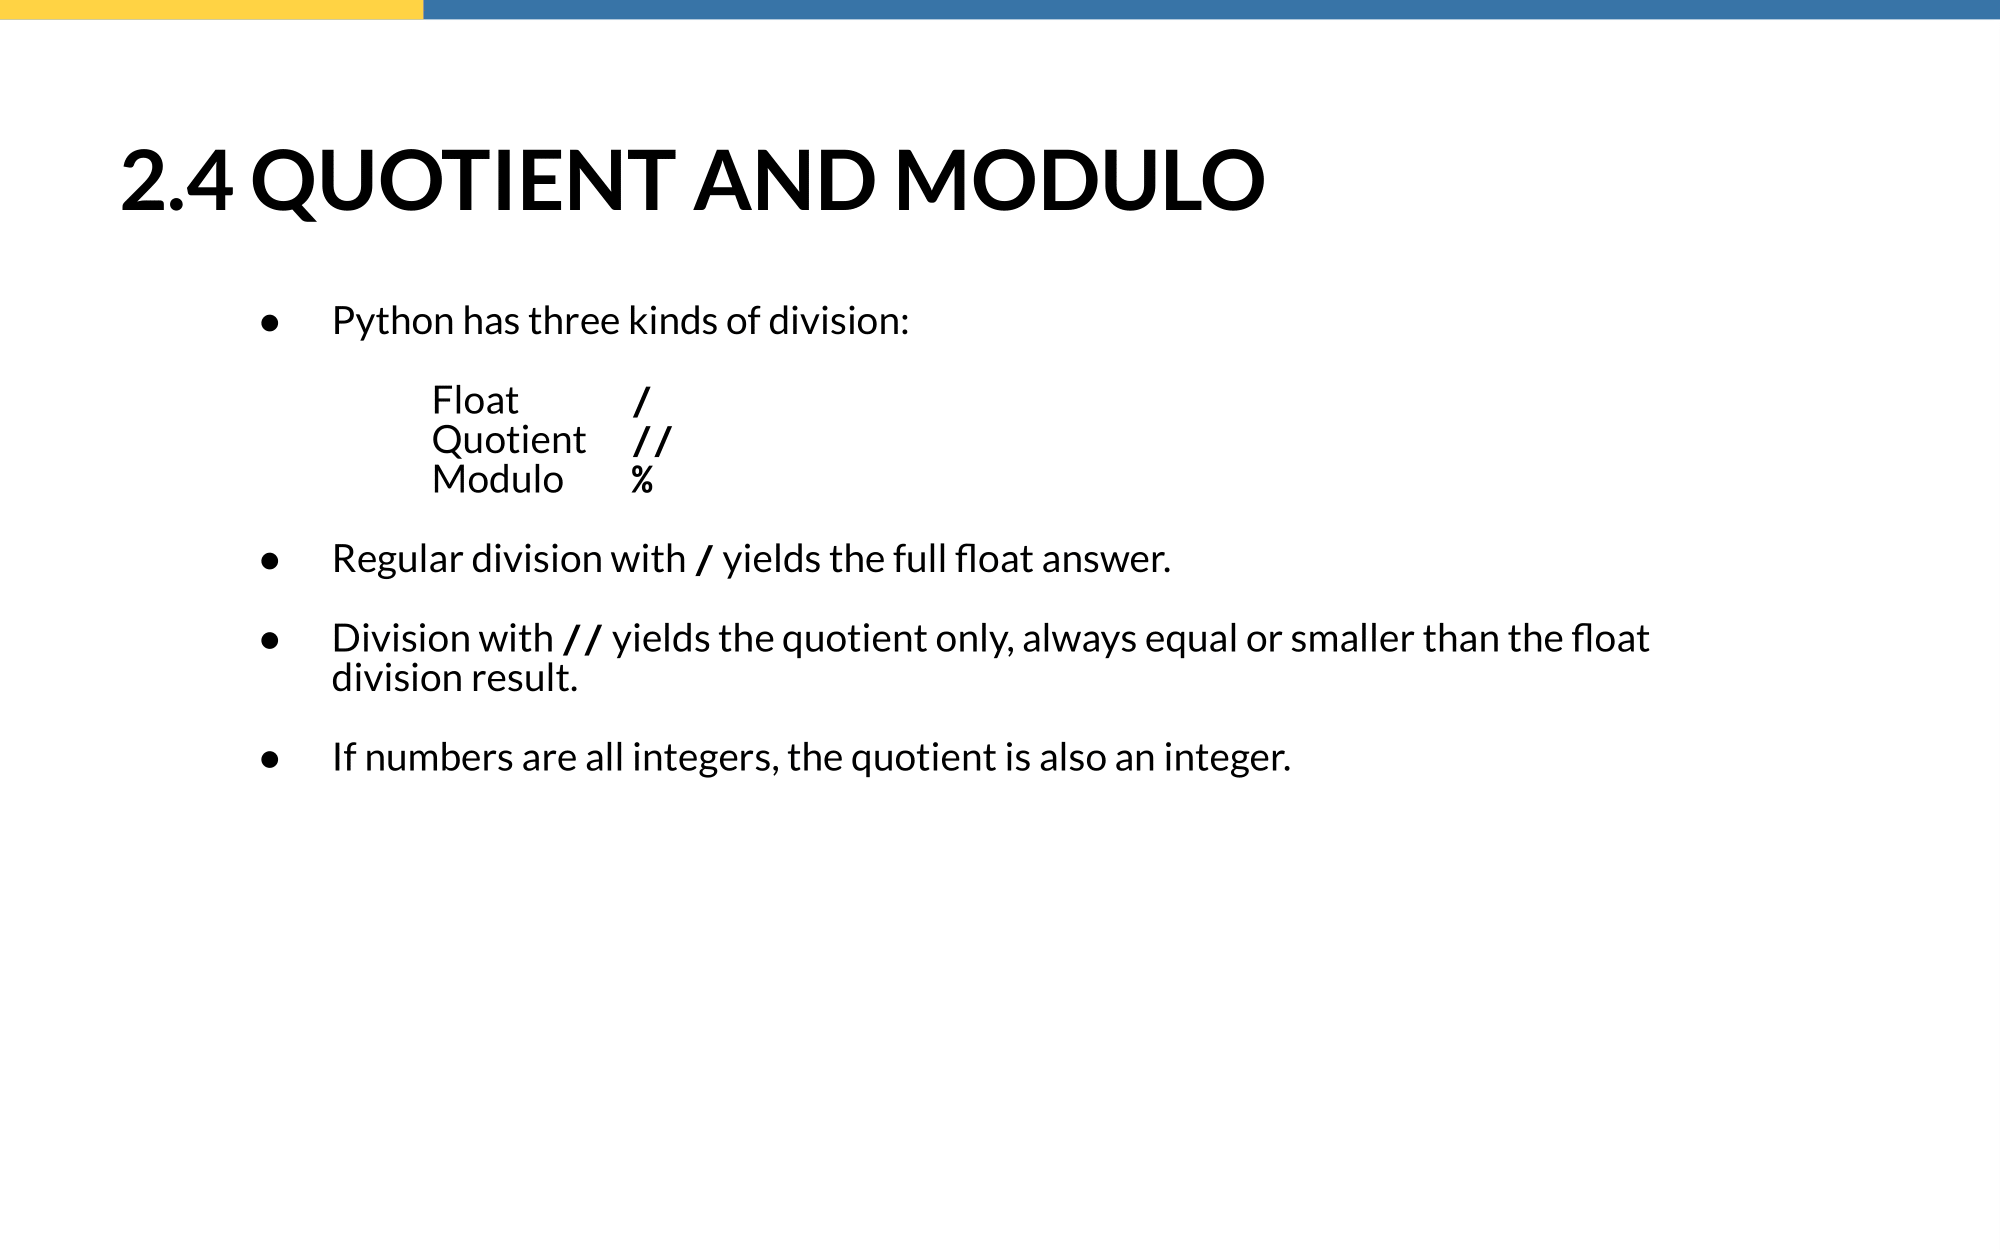 2.4 QUOTIENT AND MODULO
● Python has three kinds of division:
Float /
Quotient //
Modulo %
● Regular division with / yields the full float answer.
● Division with // yields the quotient only, always equal or smaller than the float
division result.
● If numbers are all integers, the quotient is also an integer.